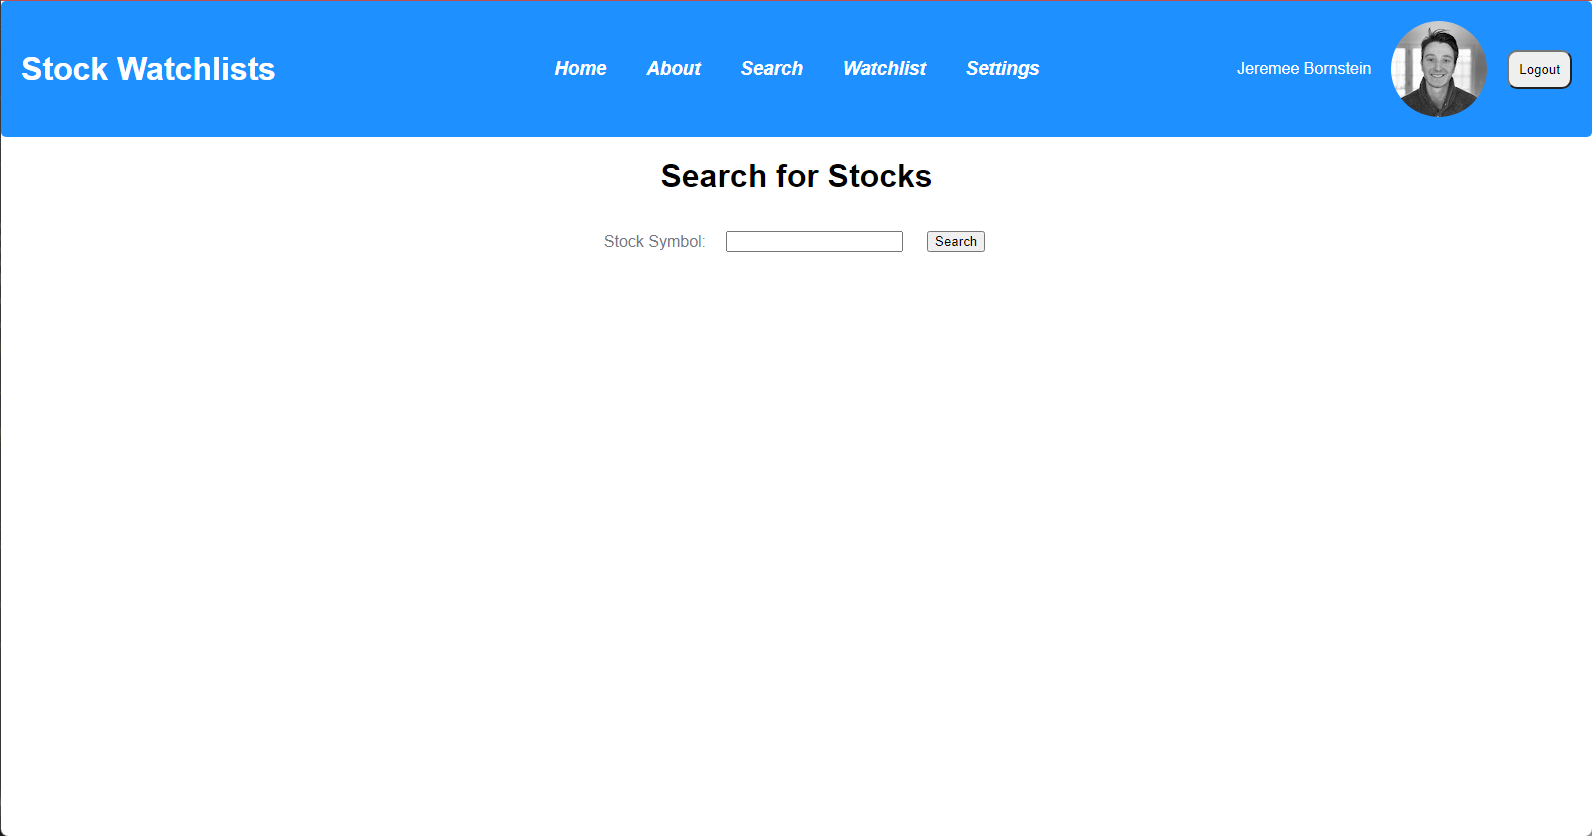 Stock Watchlists
Home About Search Watchlist Settings
Jeremee Bornstein
Logout
Search for Stocks
Stock Symbol:
Search